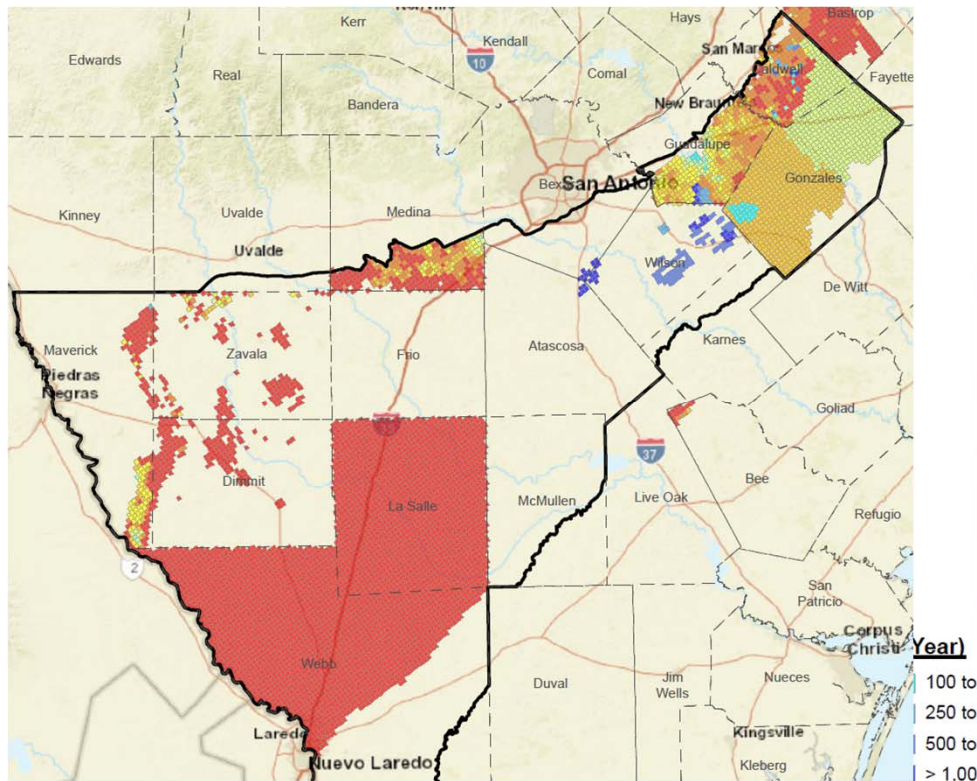 Kerr
Hays
Bastrop
Edwards
Kendall
San Marcos
10
Real
Comal
Fayette
Bandera
New Braunfels
Guadalupe
Bexar
San Antonio
Gonzales
Kinney
Uvalde
Medina
Uvalde
Wilson
De Witt
Maverick
Zavala
Frio
Atascosa
Karnes
Piedras
Negras
Goliad
37
Dimmit
La Salle
McMullen
Live Oak
Bee
Refugio
2
San
Patricio
Corpus
Christi
Year)
Webb
Duval
Jim
Wells
Nueces
100 to
250 to
Laredo
Kingsville
500 to
Nuevo Laredo
Kleberg
> 1,00